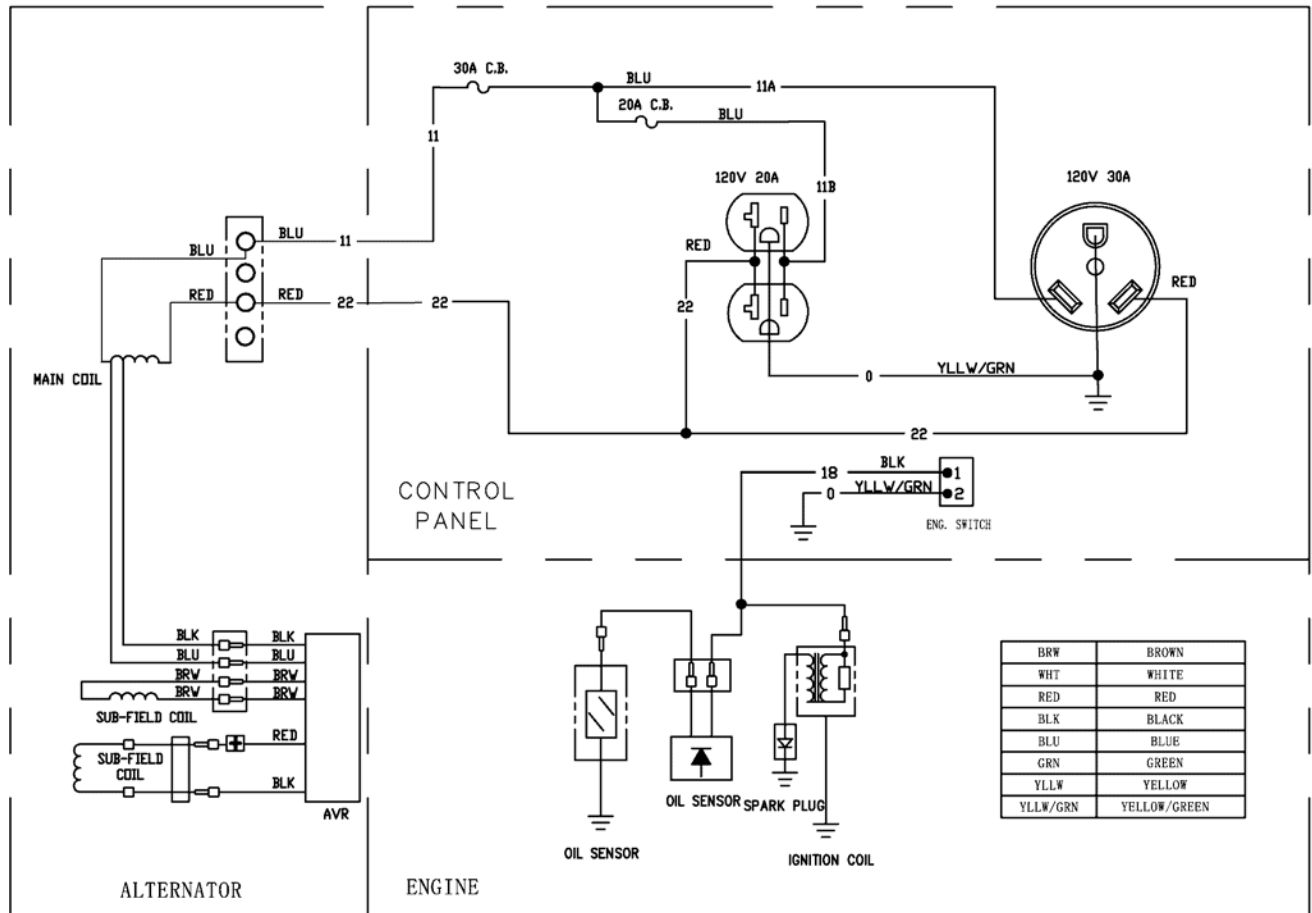 30A C.B.
BLU
11A
20A C.B.
BLU
11
120V 20A
11B
120V 30A
BLU
BLU
11
RED
RED
RED
RED
22
22
22
MAIN COIL
0
YLLW/GRN
22
CONTROL
PANEL
18
BLK
1
0
YLLW/GRN
2
ENG. SWITCH
BLK
BLK
BLU
BLU
BRW
BRW
BRW
BRW
SUB-FIELD COIL
RED
SUB-FIELD
COIL
BLK
AVR
OIL SENSOR
OIL SENSOR
SPARK PLUG
IGNITION COIL
BRW BROWN
WHT WHITE
RED RED
BLK BLACK
BLU BLUE
GRN GREEN
YLLW YELLOW
YLLW/GRN YELLOW/GREEN
ALTERNATOR
ENGINE